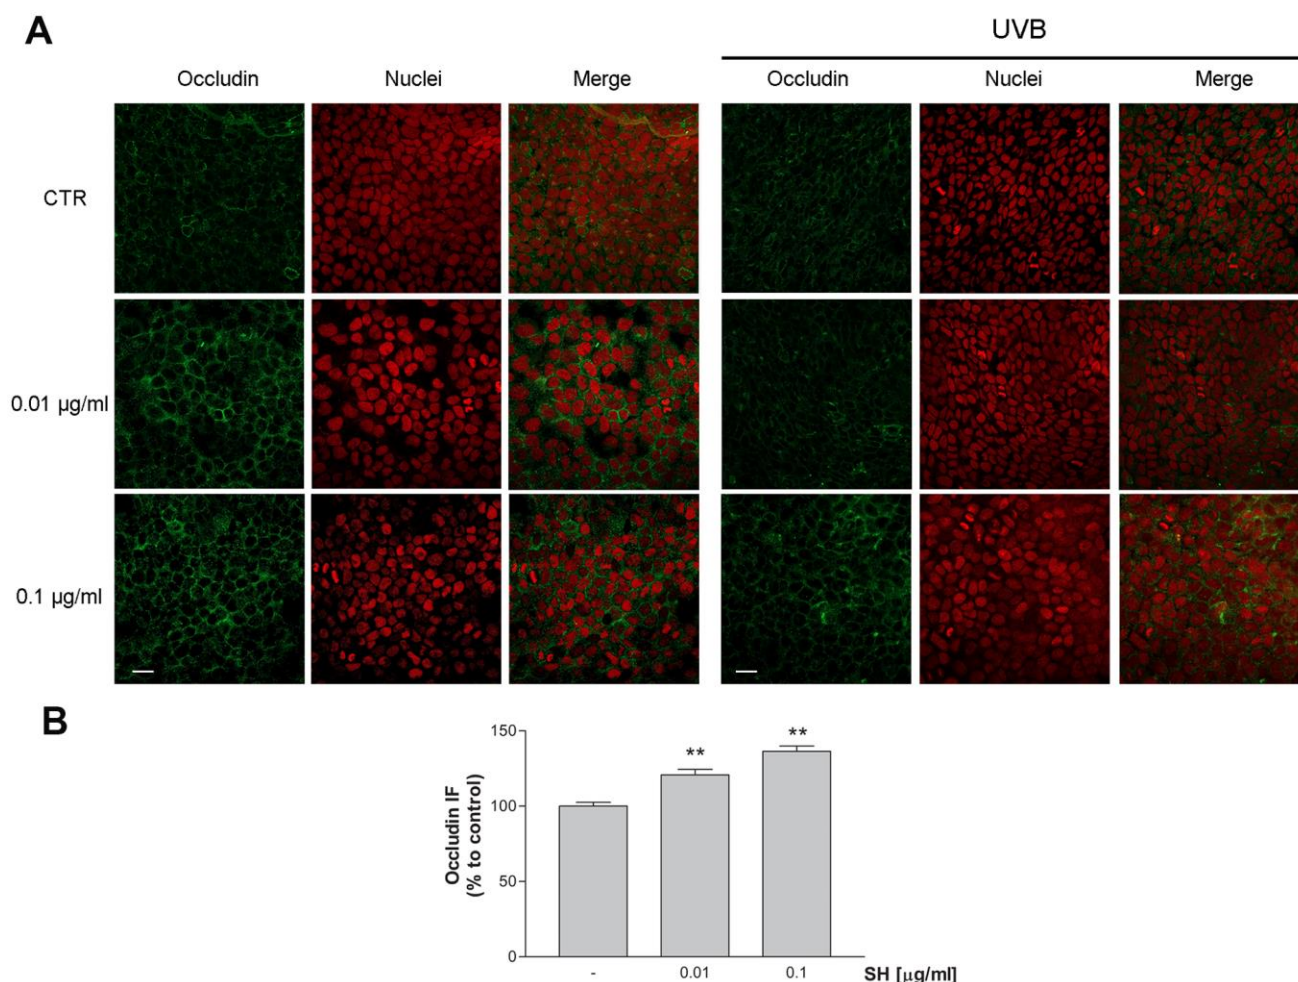 A
UVB
Occludin Nuclei Merge Occludin Nuclei Merge
CTR
0.01 µg/ml
0.1 µg/ml
B
Occludin IF
(% to control)
150
100
50
0
** **
- 0.01 0.1 SH [µg/ml]